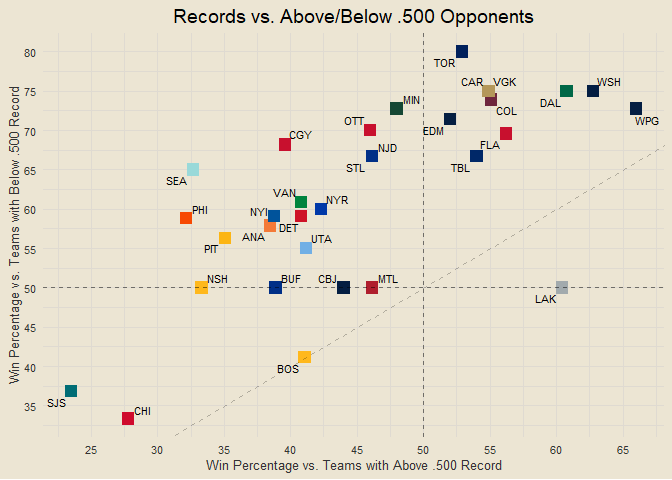 Records vs. Above/Below .500 Opponents
Win Percentage vs. Teams with Below .500 Record
80
75
70
65
60
55
50
45
40
35
TOR
CAR
VGK
COL
DAL
WSH
WPG
MIN
OTT
EDM
FLA
CGY
NJD
STL
TBL
SEA
VAN
NYR
PHI
NYI
DET
ANA
PIT
UTA
NSH
BUF
CBJ
MTL
LAK
BOS
SJS
CHI
25
30
35
40
45
50
55
60
65
Win Percentage vs. Teams with Above .500 Record